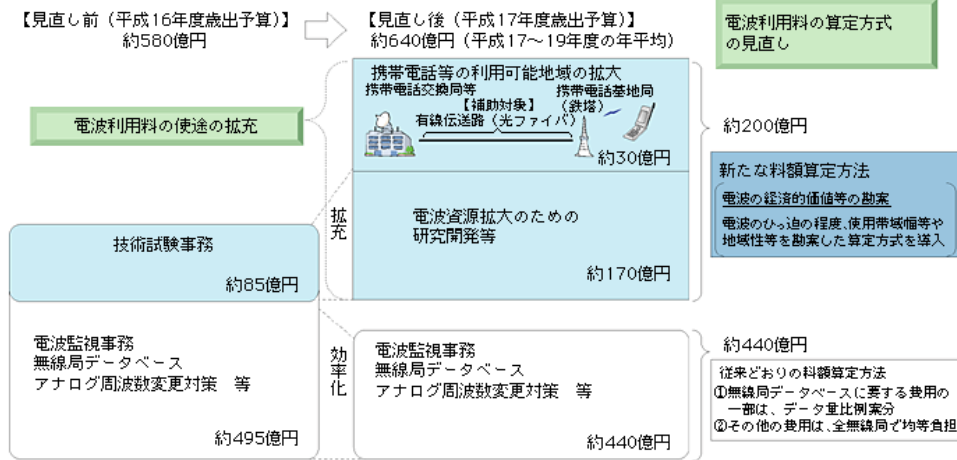 【見直し前（平成16年度歳出予算）】
約580億円
【見直し後（平成17年度歳出予算）】
約640億円（平成17～19年度の年平均）
電波利用料の算定方式
の見直し
電波利用料の使途の拡充
携帯電話等の利用可能地域の拡大
携帯電話交換局等
携帯電話基地局
（鉄塔）
【補助対象】
有線伝送路（光ファイバ）
約30億円
約200億円
新たな料額算定方法
電波の経済的価値等の勘案
電波のひっ迫の程度、使用帯域幅等や
地域性等を勘案した算定方式を導入
拡充
電波資源拡大のための
研究開発等
約170億円
技術試験事務
約85億円
電波監視事務
無線局データベース
アナログ周波数変更対策　等
約495億円
効率化
電波監視事務
無線局データベース
アナログ周波数変更対策　等
約440億円
約440億円
従来どおりの料額算定方法
①無線局データベースに要する費用の
一部は、データ量比例案分
②その他の費用は、全無線局で均等負担